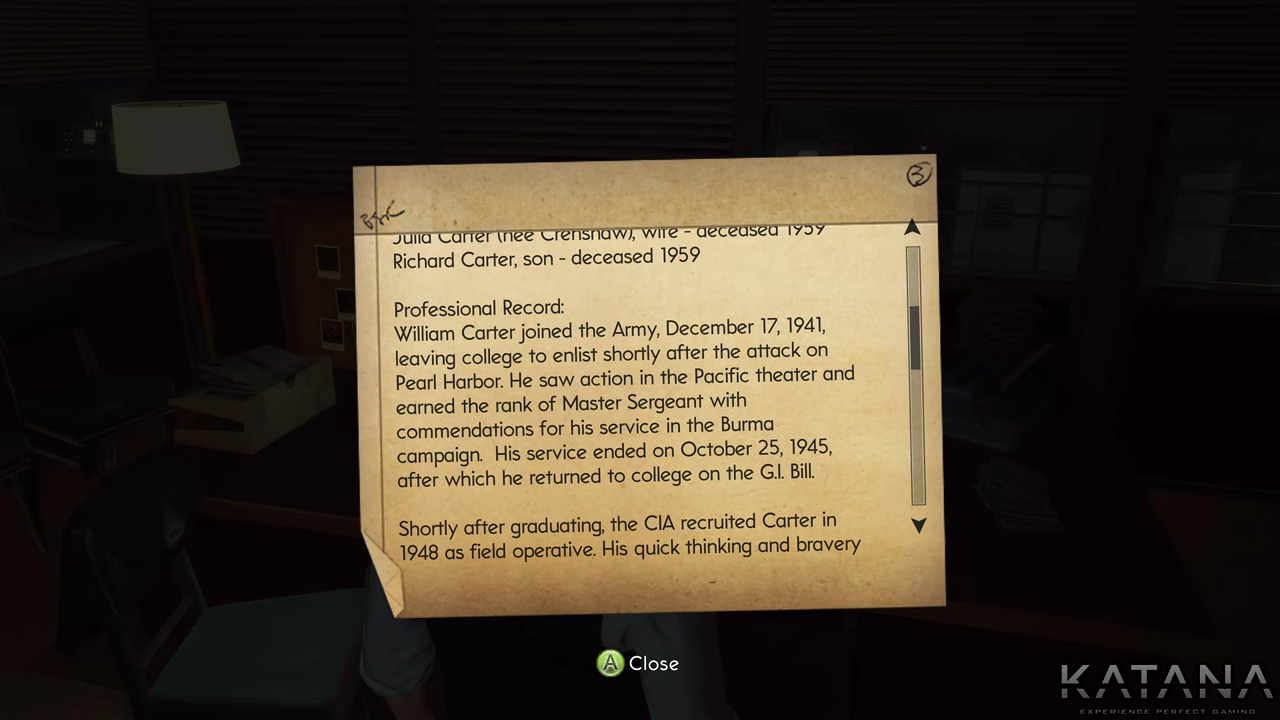 3
Julia Carter (nee Crenshaw), wife - deceased 1959
Richard Carter, son - deceased 1959
Professional Record:
William Carter joined the Army, December 17, 1941,
leaving college to enlist shortly after the attack on
Pearl Harbor. He saw action in the Pacific theater and
earned the rank of Master Sergeant with
commendations for his service in the Burma
campaign. His service ended on October 25, 1945,
after which he returned to college on the G.I. Bill.
Shortly after graduating, the CIA recruited Carter in
1948 as field operative. His quick thinking and bravery
A Close
KATANA
EXPERIENCE PERFECT GAMING